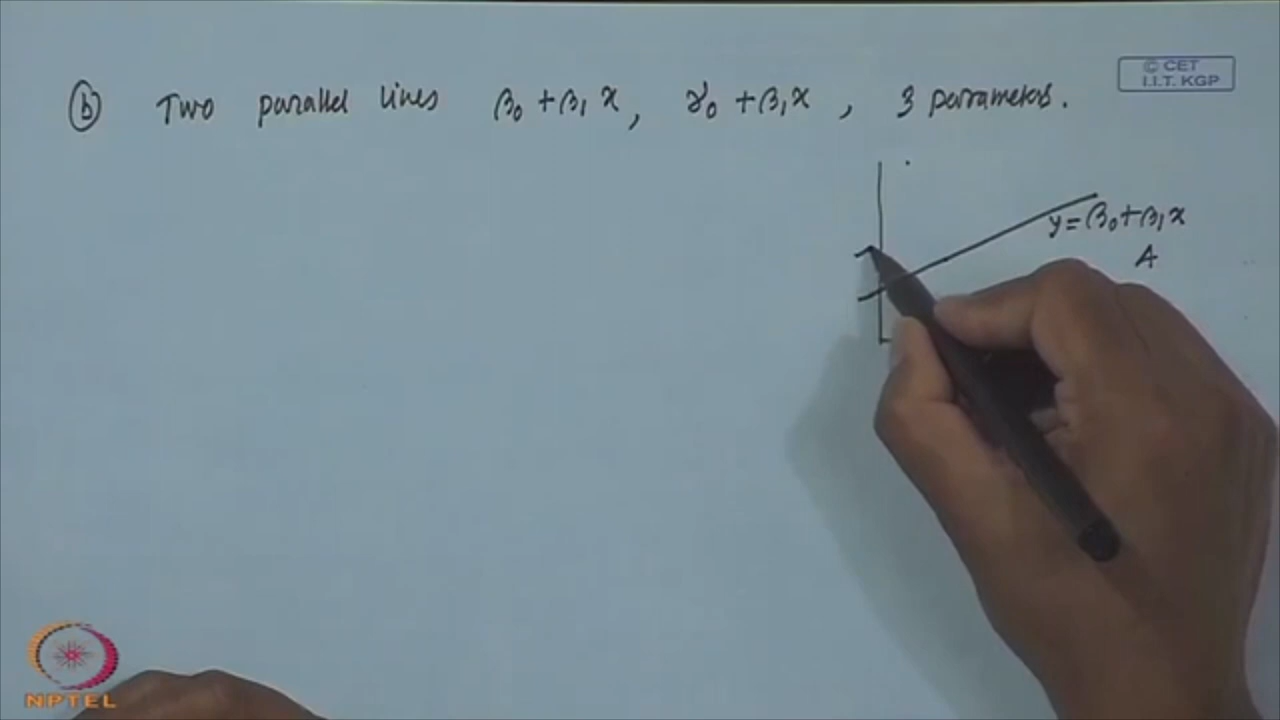 © CET
I.I.T. KGP
(b) Two parallel lines β₀ + β₁ x, γ₀ + β₁ x, 3 parameters.
y = β₀ + β₁ x
A
NPTEL